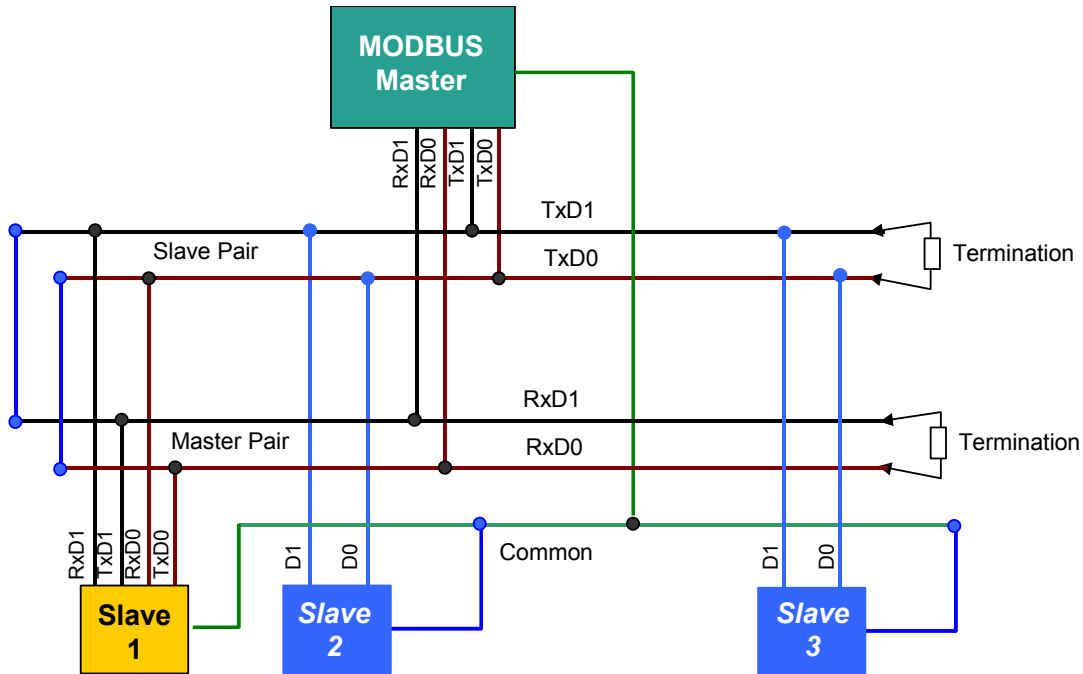 MODBUS
Master
RxD1
RxD0
TxD1
TxD0
TxD1
Slave Pair
TxD0
Termination
RxD1
Master Pair
RxD0
Termination
RxD1
TxD1
RxD0
TxD0
D1
D0
Common
D1
D0
Slave
1
Slave
2
Slave
3